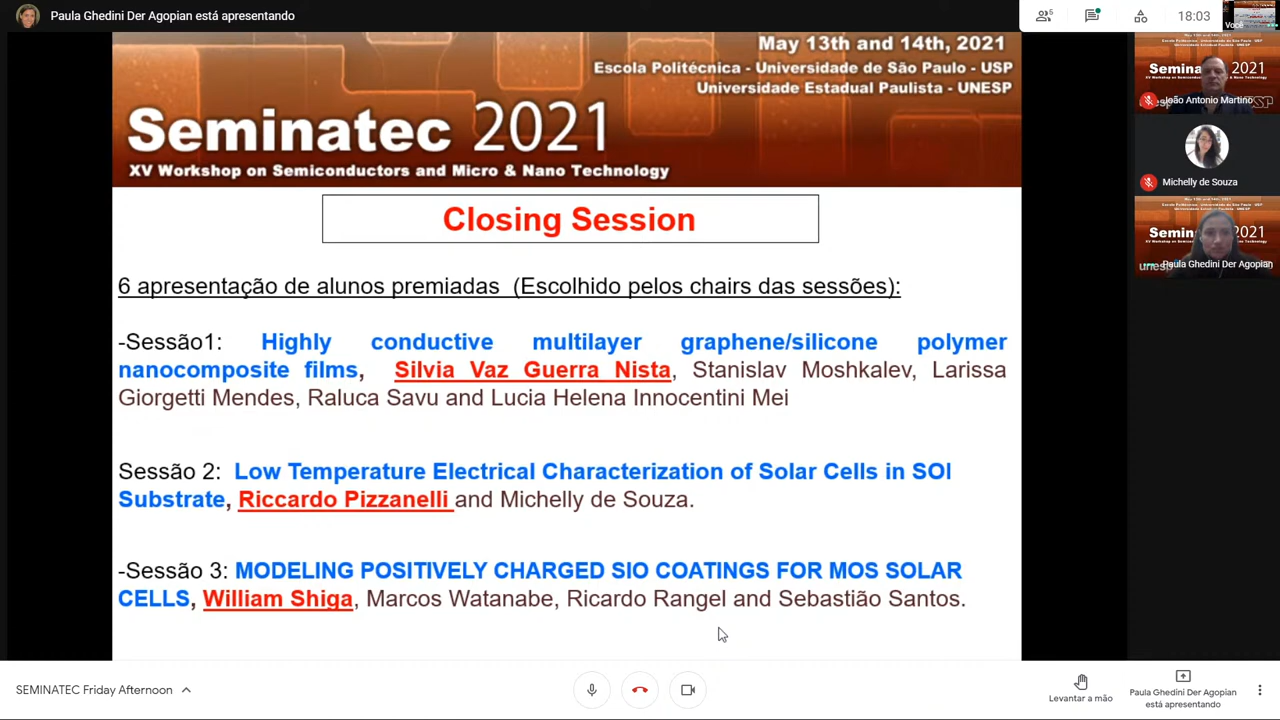 Paula Ghedini Der Agopian está apresentando
6
18:03
Você
May 13th and 14th, 2021
Escola Politécnica - Universidade de São Paulo - USP
Universidade Estadual Paulista - UNESP
Seminatec 2021
XV Workshop on Semiconductors and Micro & Nano Technology
Closing Session
6 apresentação de alunos premiadas (Escolhido pelos chairs das sessões):
-Sessão1: Highly conductive multilayer graphene/silicone polymer
nanocomposite films, Silvia Vaz Guerra Nista, Stanislav Moshkalev, Larissa
Giorgetti Mendes, Raluca Savu and Lucia Helena Innocentini Mei
Sessão 2: Low Temperature Electrical Characterization of Solar Cells in SOI
Substrate, Riccardo Pizzanelli and Michelly de Souza.
-Sessão 3: MODELING POSITIVELY CHARGED SIO COATINGS FOR MOS SOLAR
CELLS, William Shiga, Marcos Watanabe, Ricardo Rangel and Sebastião Santos.
João Antonio Martino
Michelly de Souza
2021
unesp
Paula Ghedini Der Agopian
SEMINATEC Friday Afternoon
Levantar a mão
Paula Ghedini Der Agopian
está apresentando